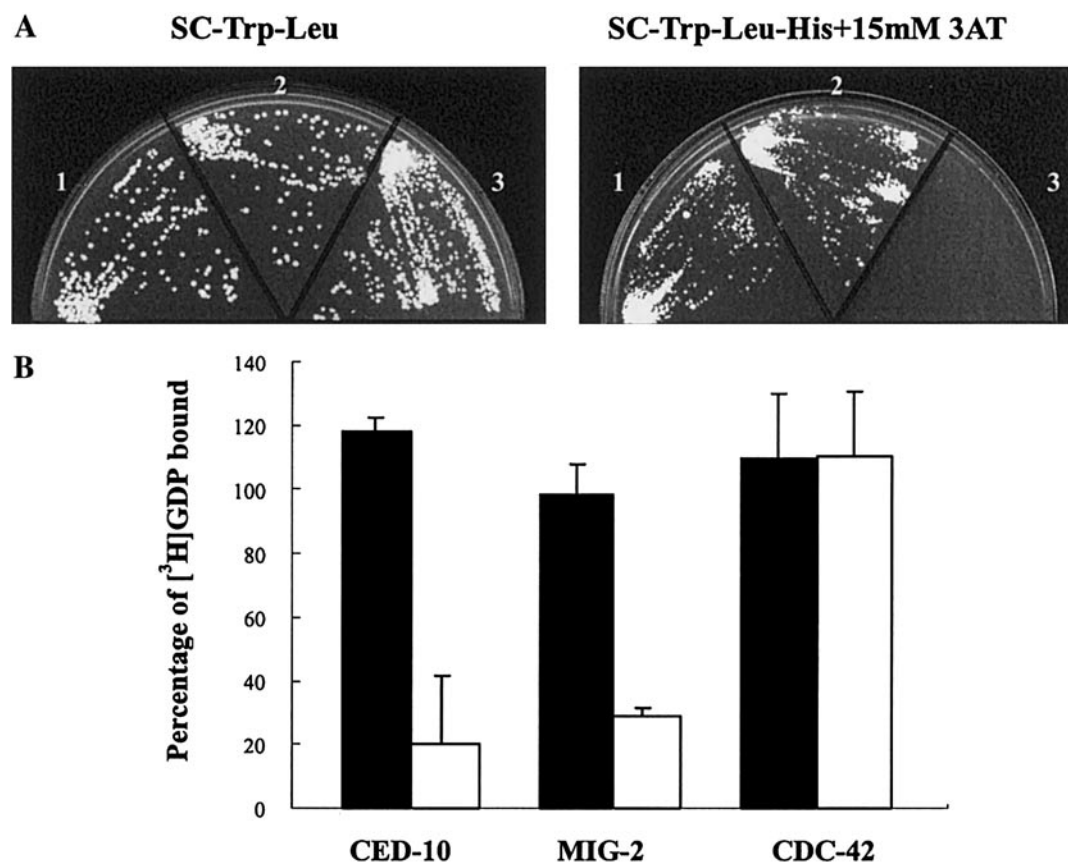 A
SC-Trp-Leu
SC-Trp-Leu-His+15mM 3AT
1
2
3
1
2
3
B
Percentage of [³H]GDP bound
140
120
100
80
60
40
20
0
CED-10
MIG-2
CDC-42